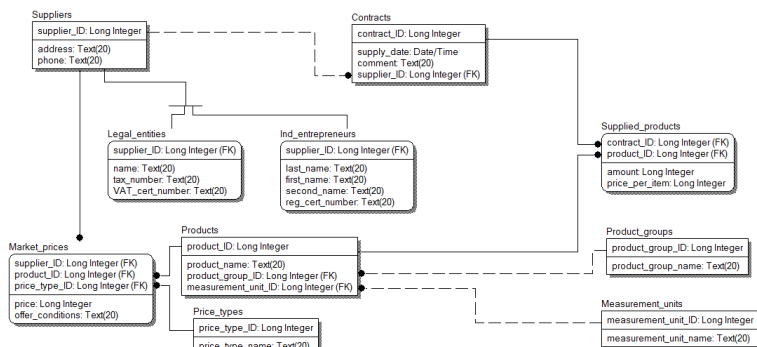 Suppliers
supplier_ID: Long Integer
address: Text(20)
phone: Text(20)
Contracts
contract_ID: Long Integer
supply_date: Date/Time
comment: Text(20)
supplier_ID: Long Integer (FK)
Legal_entities
supplier_ID: Long Integer (FK)
name: Text(20)
tax_number: Text(20)
VAT_cert_number: Text(20)
Ind_entrepreneurs
supplier_ID: Long Integer (FK)
last_name: Text(20)
first_name: Text(20)
second_name: Text(20)
reg_cert_number: Text(20)
Supplied_products
contract_ID: Long Integer (FK)
product_ID: Long Integer (FK)
amount: Long Integer
price_per_item: Long Integer
Market_prices
supplier_ID: Long Integer (FK)
product_ID: Long Integer (FK)
price_type_ID: Long Integer (FK)
price: Long Integer
offer_conditions: Text(20)
Products
product_ID: Long Integer
product_name: Text(20)
product_group_ID: Long Integer (FK)
measurement_unit_ID: Long Integer (FK)
Product_groups
product_group_ID: Long Integer
product_group_name: Text(20)
Price_types
price_type_ID: Long Integer
price_type_name: Text(20)
Measurement_units
measurement_unit_ID: Long Integer
measurement_unit_name: Text(20)